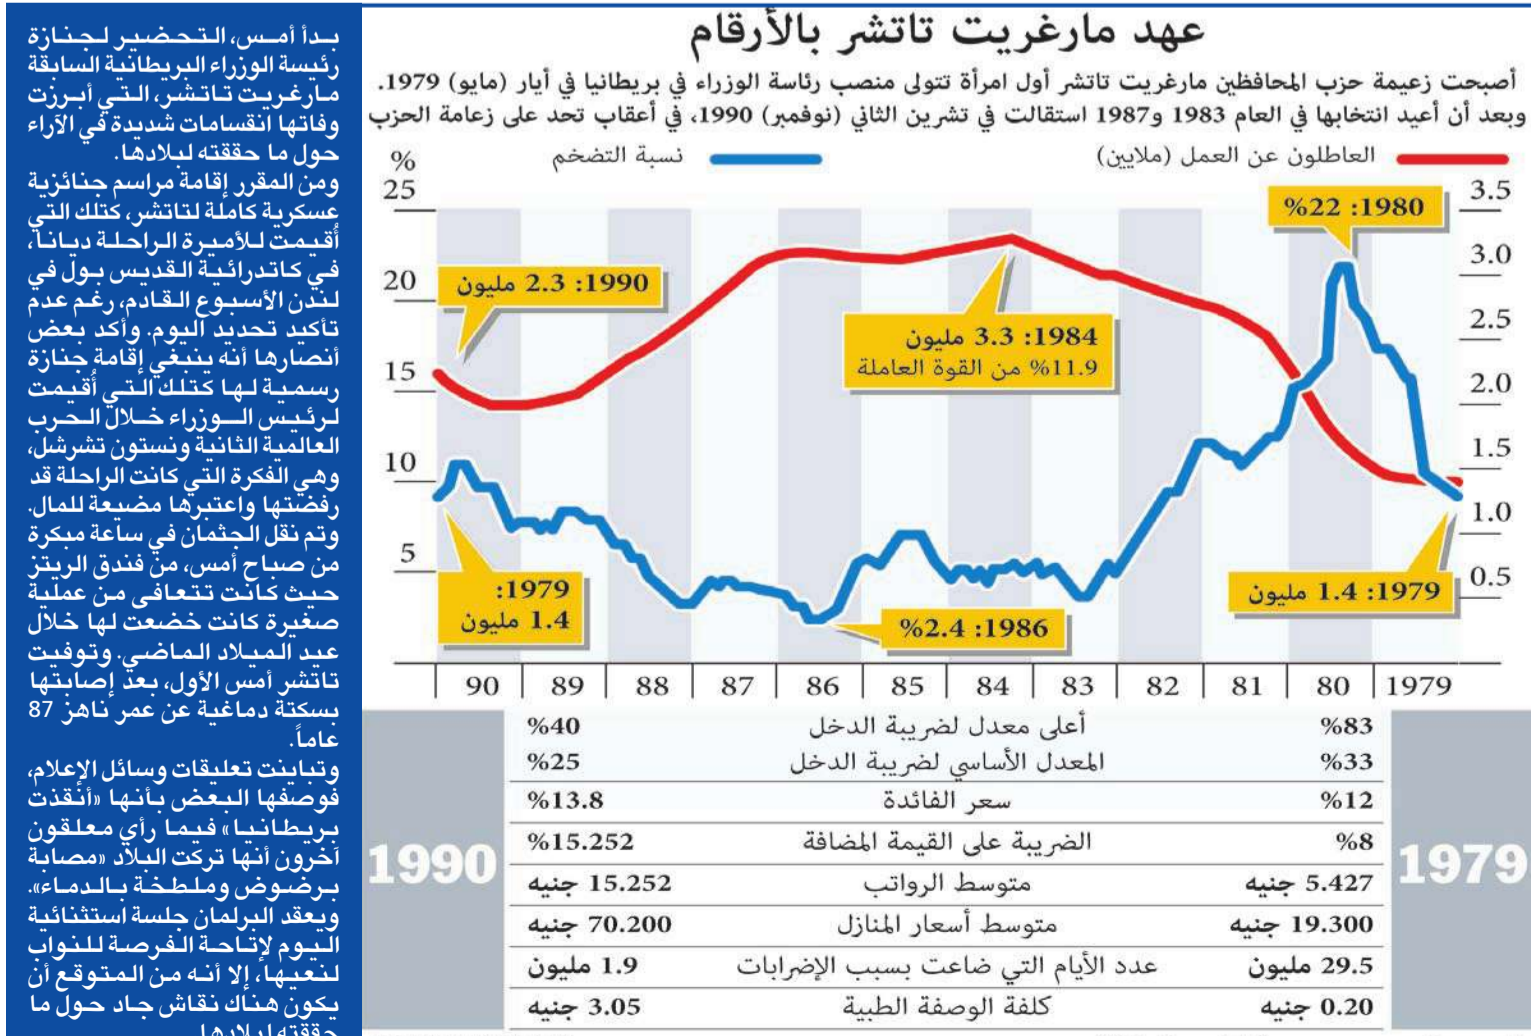 عهد مارغريت تاتشر بالأرقام
أصبحت زعيمة حزب المحافظين مارغريت تاتشر أول امرأة تتولى منصب رئاسة الوزراء في بريطانيا في أيار (مايو) 1979.
وبعد أن أعيد انتخابها في العام 1983 و1987 استقالت في تشرين الثاني (نوفمبر) 1990، في أعقاب تحد على زعامة الحزب
العاطلون عن العمل (ملايين)
نسبة التضخم
%
3.5
3.0
2.5
2.0
1.5
1.0
0.5
25
20
15
10
5
1980: 22%
1990: 2.3 مليون
1984: 3.3 مليون
11.9% من القوة العاملة
1979:
1.4 مليون
1986: 2.4%
1979: 1.4 مليون
1979 | 80 | 81 | 82 | 83 | 84 | 85 | 86 | 87 | 88 | 89 | 90
1979
1990
83% أعلى معدل لضريبة الدخل 40%
33% المعدل الأساسي لضريبة الدخل 25%
12% سعر الفائدة 13.8%
8% الضريبة على القيمة المضافة 15.252%
5.427 جنيه متوسط الرواتب 15.252 جنيه
19.300 جنيه متوسط أسعار المنازل 70.200 جنيه
29.5 مليون عدد الأيام التي ضاعت بسبب الإضرابات 1.9 مليون
0.20 جنيه كلفة الوصفة الطبية 3.05 جنيه
بدأ أمس، التحضير لجنازة
رئيسة الوزراء البريطانية السابقة
مارغريت تاتشر، التي أبرزت
وفاتها انقسامات شديدة في الآراء
حول ما حققته لبلادها.
ومن المقرر إقامة مراسم جنائزية
عسكرية كاملة لتاتشر، كتلك التي
أُقيمت للأميرة الراحلة ديانا،
في كاتدرائية القديس بول في
لندن الأسبوع القادم، رغم عدم
تأكيد تحديد اليوم. وأكد بعض
أنصارها أنه ينبغي إقامة جنازة
رسمية لها كتلك التي أُقيمت
لرئيس الوزراء خلال الحرب
العالمية الثانية ونستون تشرشل،
وهي الفكرة التي كانت الراحلة قد
رفضتها واعتبرها مضيعة للمال.
وتم نقل الجثمان في ساعة مبكرة
من صباح أمس، من فندق الريتز
حيث كانت تتعافى من عملية
صغيرة كانت خضعت لها خلال
عيد الميلاد الماضي. وتوفيت
تاتشر أمس الأول، بعد إصابتها
بسكتة دماغية عن عمر ناهز 87
عاماً.
وتباينت تعليقات وسائل الإعلام،
فوصفها البعض بأنها «أنقذت
بريطانيا» فيما رأي معلقون
آخرون أنها تركت البلاد «مصابة
برضوض وملطخة بالدماء».
ويعقد البرلمان جلسة استثنائية
اليوم لإتاحة الفرصة للنواب
لنعيها، إلا أنه من المتوقع أن
يكون هناك نقاش جاد حول ما
حققته لبلادها